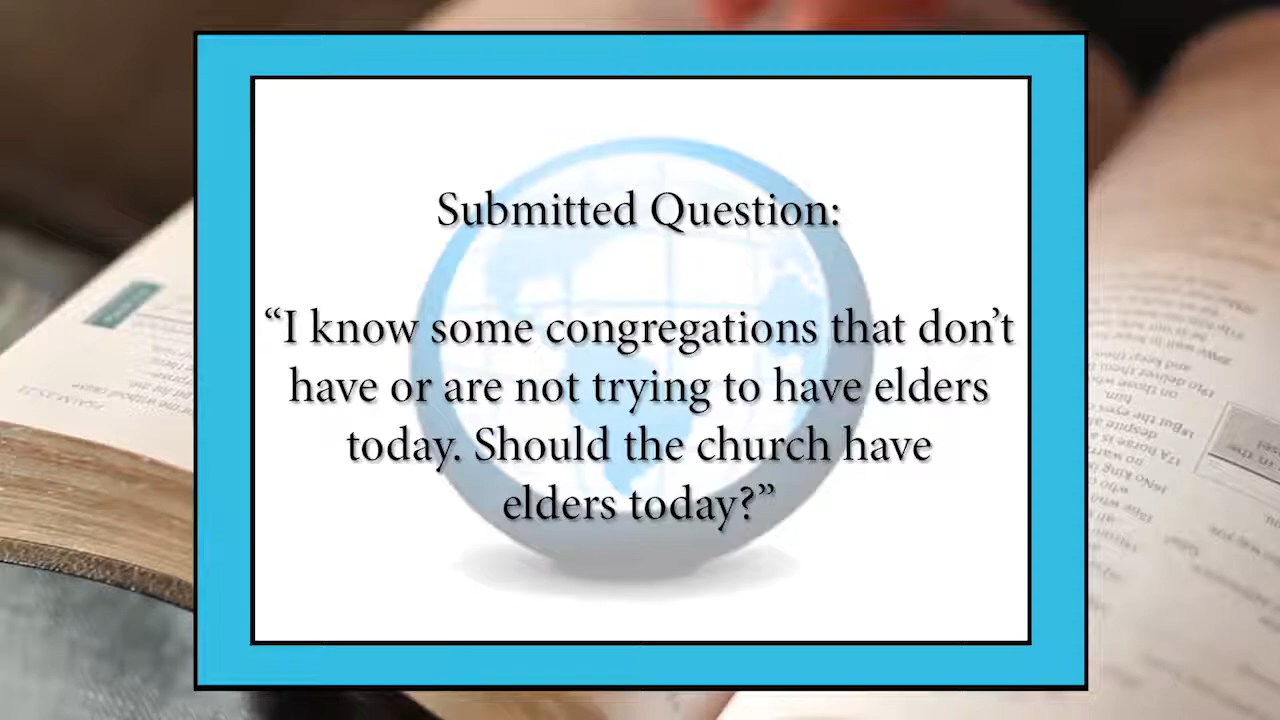 Submitted Question:
“I know some congregations that don’t
have or are not trying to have elders
today. Should the church have
elders today?”